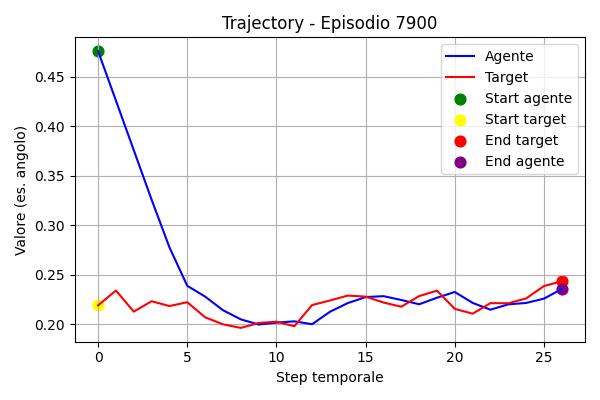 Trajectory - Episodio 7900
Agente
Target
Start agente
Start target
End target
End agente
Valore (es. angolo)
0.45
0.40
0.35
0.30
0.25
0.20
0 5 10 15 20 25
Step temporale